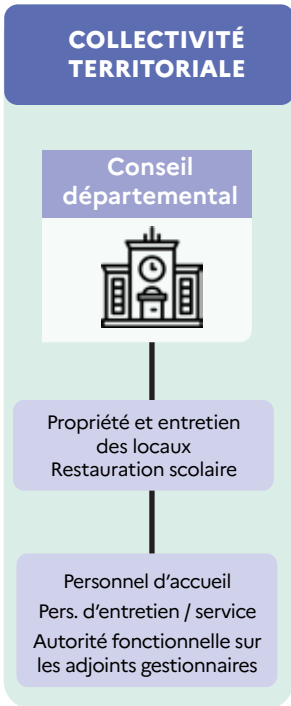 COLLECTIVITÉ
TERRITORIALE
Conseil
départemental
Propriété et entretien
des locaux
Restauration scolaire
Personnel d’accueil
Pers. d’entretien / service
Autorité fonctionnelle sur
les adjoints gestionnaires